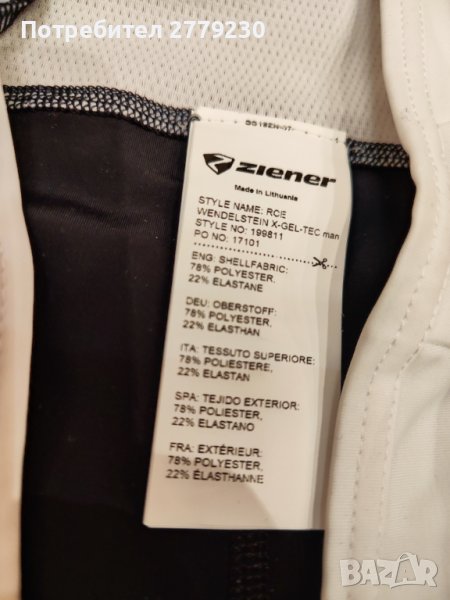 Потребител 2779230
ziener
Made in Lithuania
STYLE NAME: RCE
WENDELSTEIN X-GEL-TEC man
STYLE NO: 199811
PO NO: 17101
ENG: SHELLFABRIC:
78% POLYESTER,
22% ELASTANE
DEU: OBERSTOFF:
78% POLYESTER,
22% ELASTHAN
ITA: TESSUTO SUPERIORE:
78% POLIESTERE,
22% ELASTAN
SPA: TEJIDO EXTERIOR:
78% POLIESTER,
22% ELASTANO
FRA: EXTÉRIEUR:
78% POLYESTER,
22% ÉLASTHANNE
BAZAR